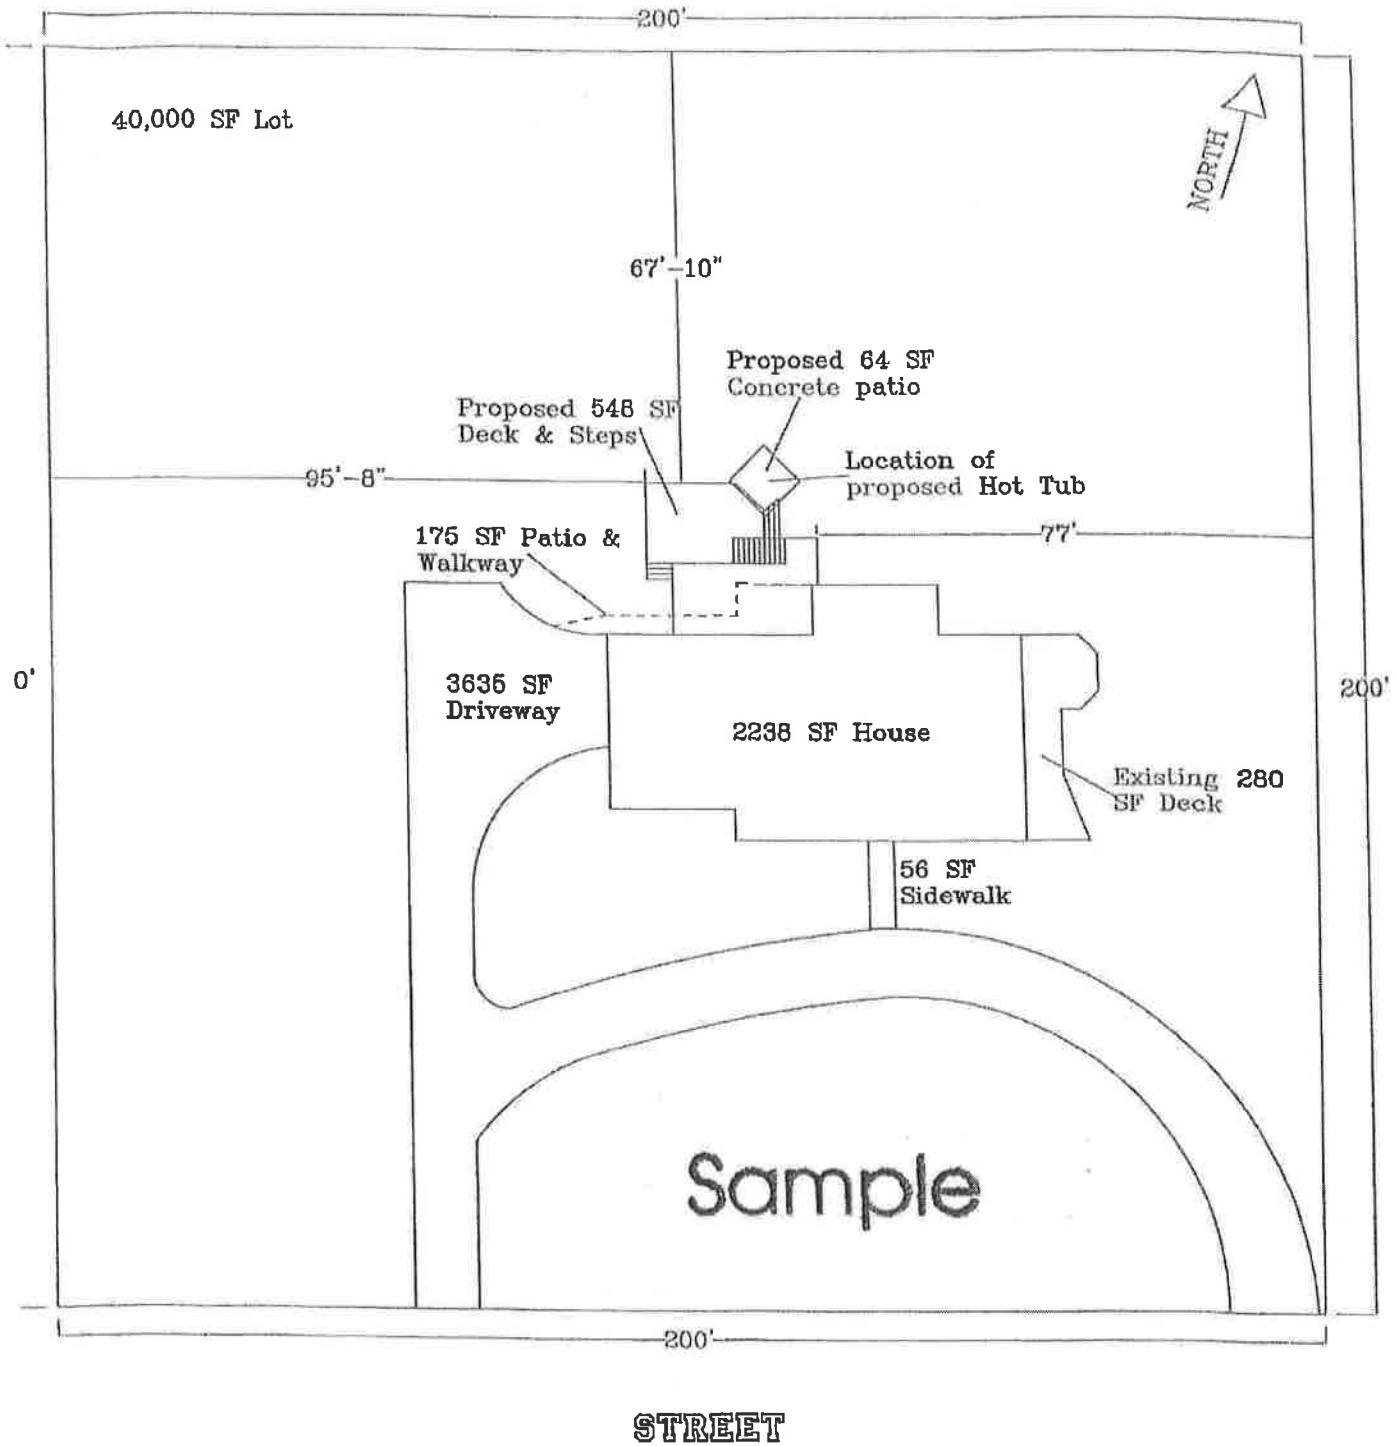 200'
40,000 SF Lot
NORTH
67'-10"
Proposed 64 SF
Concrete patio
Proposed 548 SF
Deck & Steps
Location of
proposed Hot Tub
95'-8"
175 SF Patio &
Walkway
77'
0'
3635 SF
Driveway
200'
2238 SF House
Existing 280
SF Deck
56 SF
Sidewalk
Sample
200'
STREET